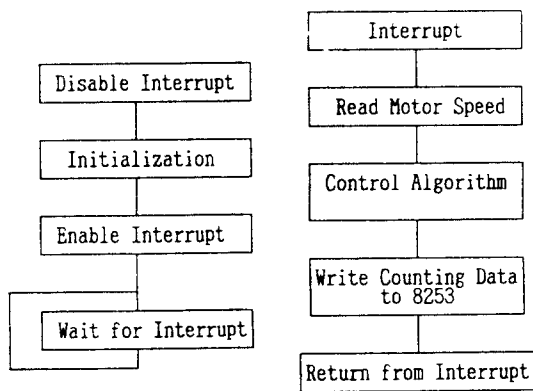 Disable Interrupt
Initialization
Enable Interrupt
Wait for Interrupt
Interrupt
Read Motor Speed
Control Algorithm
Write Counting Data
to 8253
Return from Interrupt